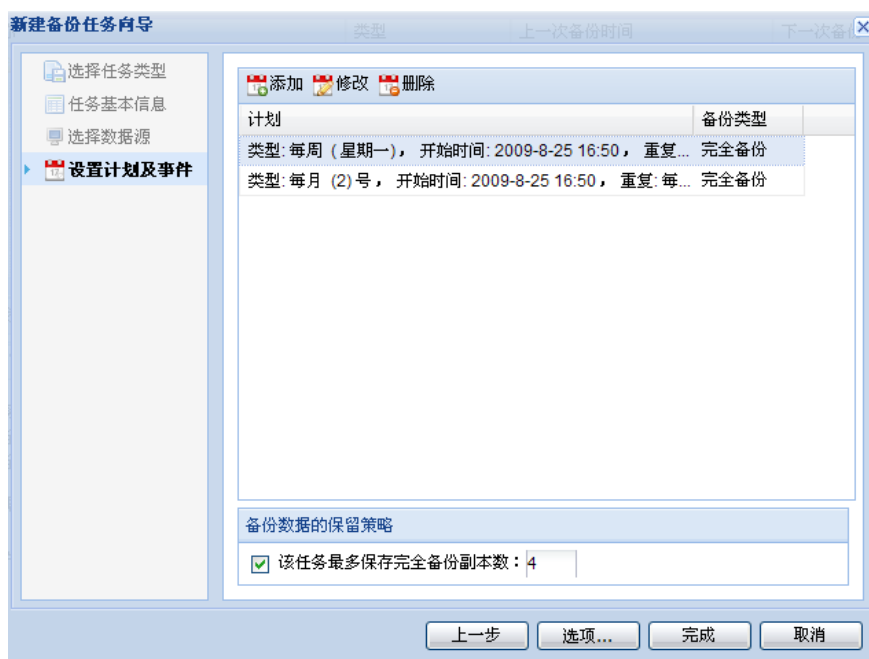 新建备份任务向导
类型 上一次备份时间 下一次备份
选择任务类型
任务基本信息
选择数据源
设置计划及事件
添加 修改 删除
计划 备份类型
类型: 每周 (星期一), 开始时间: 2009-8-25 16:50, 重复... 完全备份
类型: 每月 (2)号, 开始时间: 2009-8-25 16:50, 重复: 每... 完全备份
备份数据的保留策略
该任务最多保存完全备份副本数: 4
上一步 选项... 完成 取消